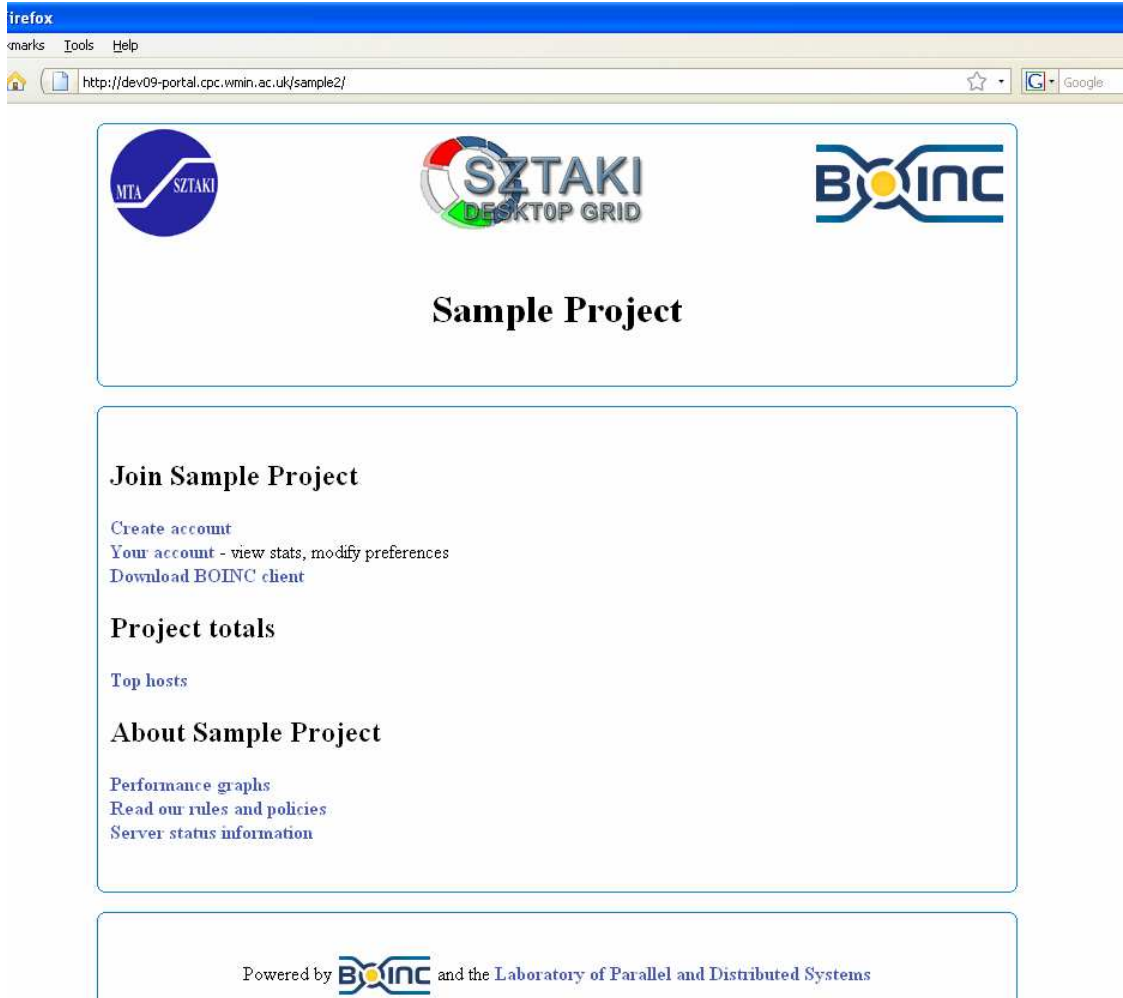 irefox
kmarks Tools Help
http://dev09-portal.cpc.wmin.ac.uk/sample2/
Google
MTA SZTAKI
SZTAKI
DESKTOP GRID
BOINC
Sample Project
Join Sample Project
Create account
Your account - view stats, modify preferences
Download BOINC client
Project totals
Top hosts
About Sample Project
Performance graphs
Read our rules and policies
Server status information
Powered by BOINC and the Laboratory of Parallel and Distributed Systems